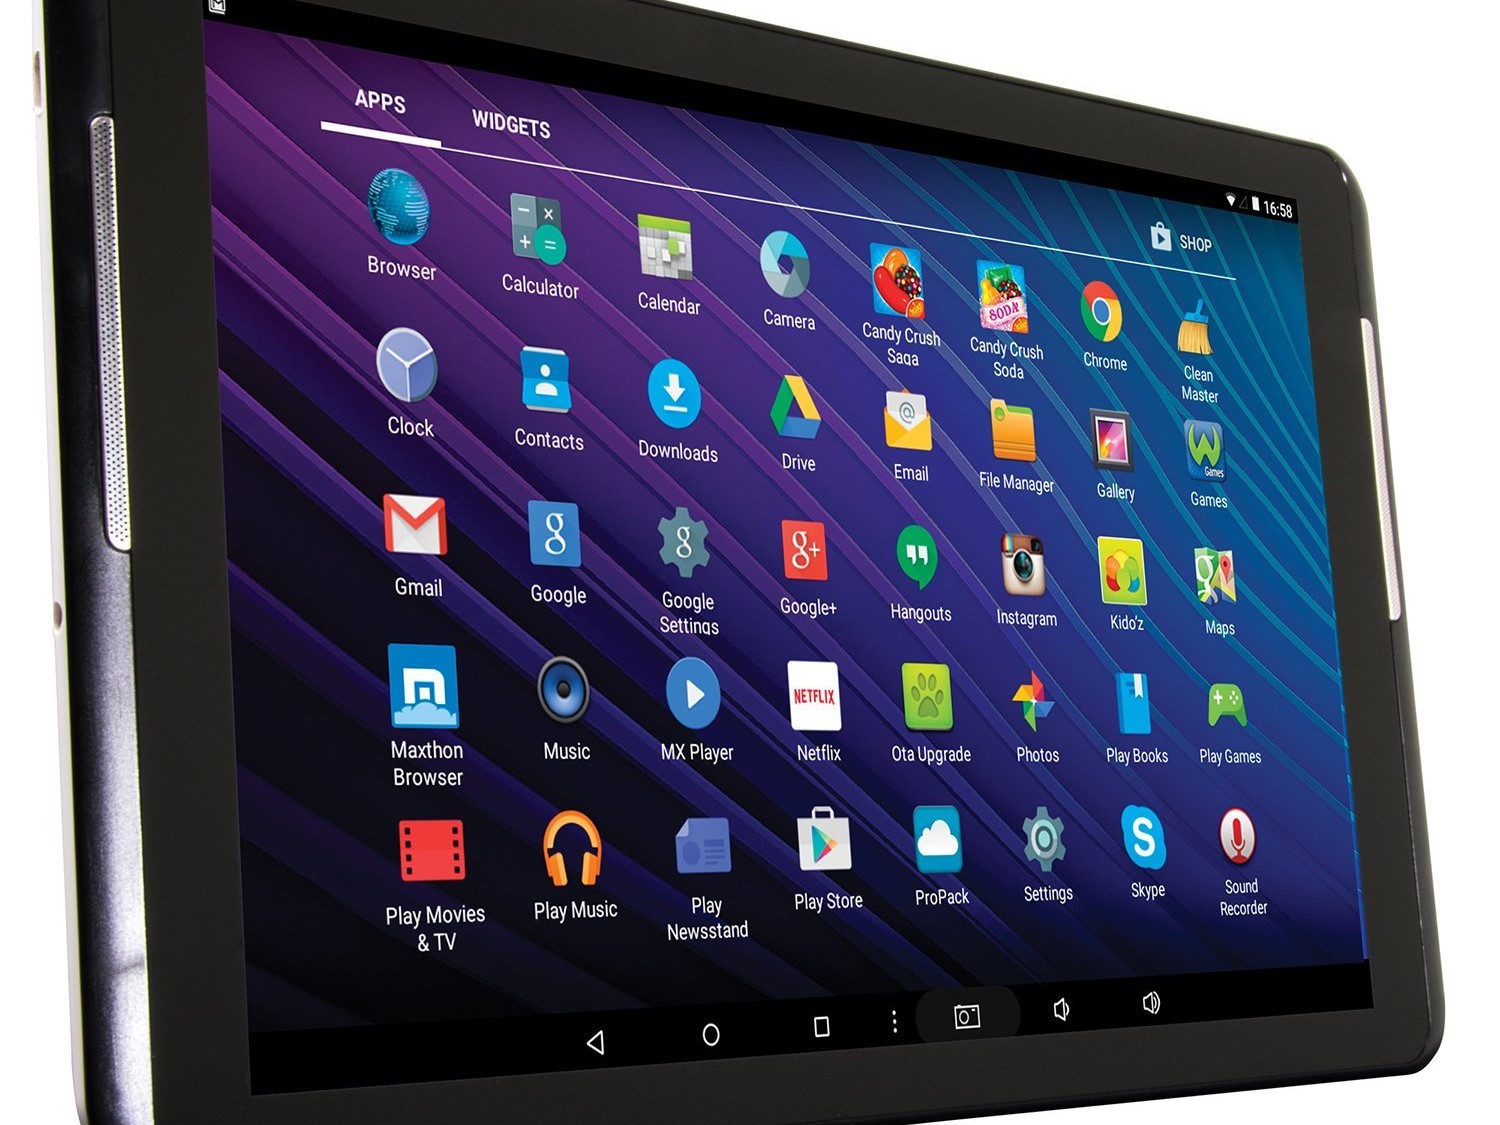 APPS
WIDGETS
16:58
SHOP
Browser
Calculator
Calendar
Camera
Candy Crush
Saga
SODA
Candy Crush
Soda
Chrome
Clean
Master
Clock
Contacts
Downloads
Drive
@
Email
File Manager
Gallery
W
Games
Games
M
Gmail
g
Google
g
Google
Settings
g+
Google+
Hangouts
Instagram
Kido'z
g
Maps
m
Maxthon
Browser
Music
MX Player
NETFLIX
Netflix
Ota Upgrade
Photos
Play Books
Play Games
Play Movies
& TV
Play Music
Play
Newsstand
Play Store
ProPack
Settings
S
Skype
Sound
Recorder